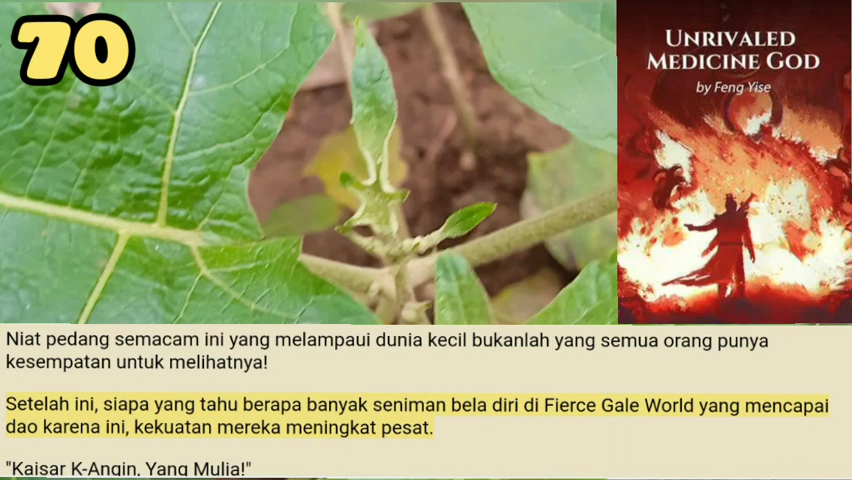 70
UNRIVALED
MEDICINE GOD
by Feng Yise
Niat pedang semacam ini yang melampaui dunia kecil bukanlah yang semua orang punya
kesempatan untuk melihatnya!
Setelah ini, siapa yang tahu berapa banyak seniman bela diri di Fierce Gale World yang mencapai
dao karena ini, kekuatan mereka meningkat pesat.
"Kaisar K-Angin, Yang Mulia!"